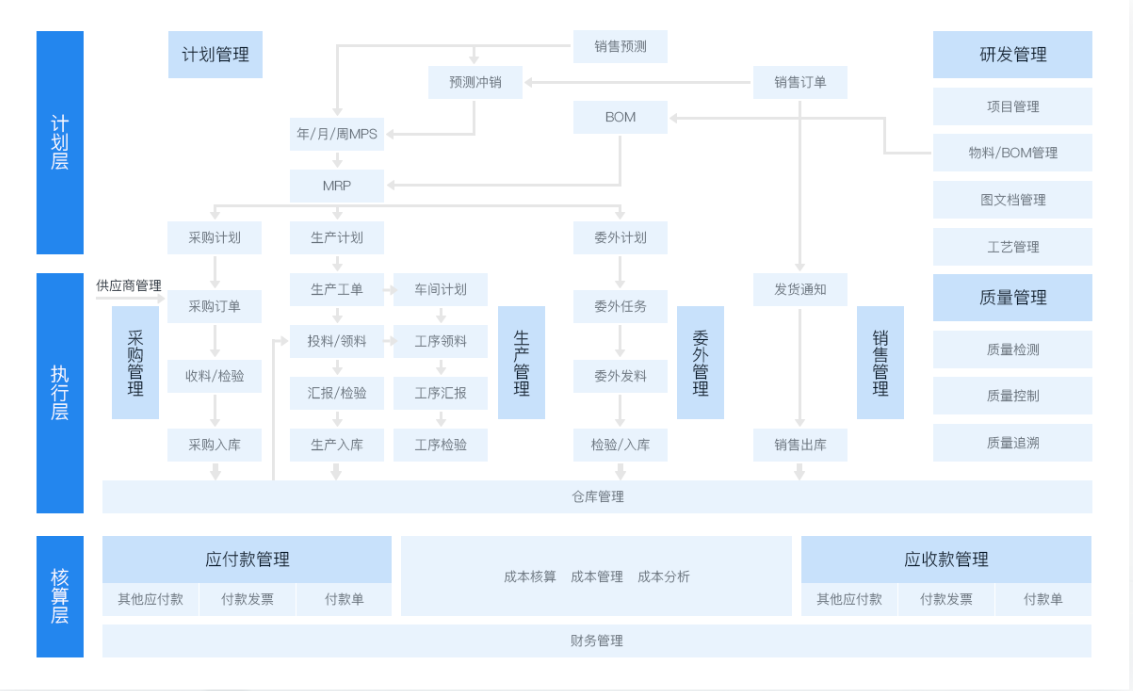 计划层
计划管理
销售预测
预测冲销
销售订单
BOM
年/月/周MPS
MRP
采购计划
生产计划
委外计划
研发管理
项目管理
物料/BOM管理
图文档管理
工艺管理
执行层
供应商管理
采购管理
采购订单
收料/检验
采购入库
生产工单
车间计划
投料/领料
工序领料
汇报/检验
工序汇报
生产入库
工序检验
生产管理
委外任务
委外发料
检验/入库
委外管理
发货通知
销售出库
销售管理
质量管理
质量检测
质量控制
质量追溯
仓库管理
核算层
应付款管理
其他应付款 付款发票 付款单
成本核算 成本管理 成本分析
应收款管理
其他应付款 付款发票 付款单
财务管理